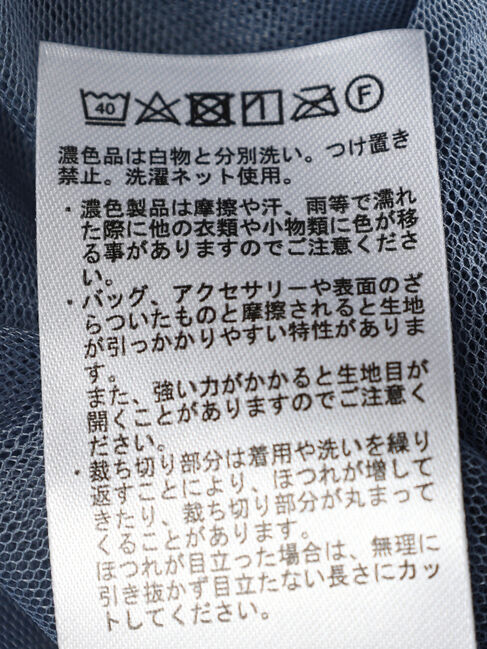 40 F
濃色品は白物と分別洗い。つけ置き
禁止。洗濯ネット使用。
・濃色製品は摩擦や汗、雨等で濡れ
た際に他の衣類や小物類に色が移
る事がありますのでご注意くださ
い。
・バッグ、アクセサリーや表面のざ
らついたものと摩擦されると生地
が引っかかりやすい特性がありま
す。
また、強い力がかかると生地目が
開くことがありますのでご注意く
ださい。
・裁ち切り部分は着用や洗いを繰り
返すことにより、ほつれが増して
きたり、裁ち切り部分が丸まって
くることがあります。
ほつれが目立った場合は、無理に
引き抜かず目立たない長さにカッ
トしてください。